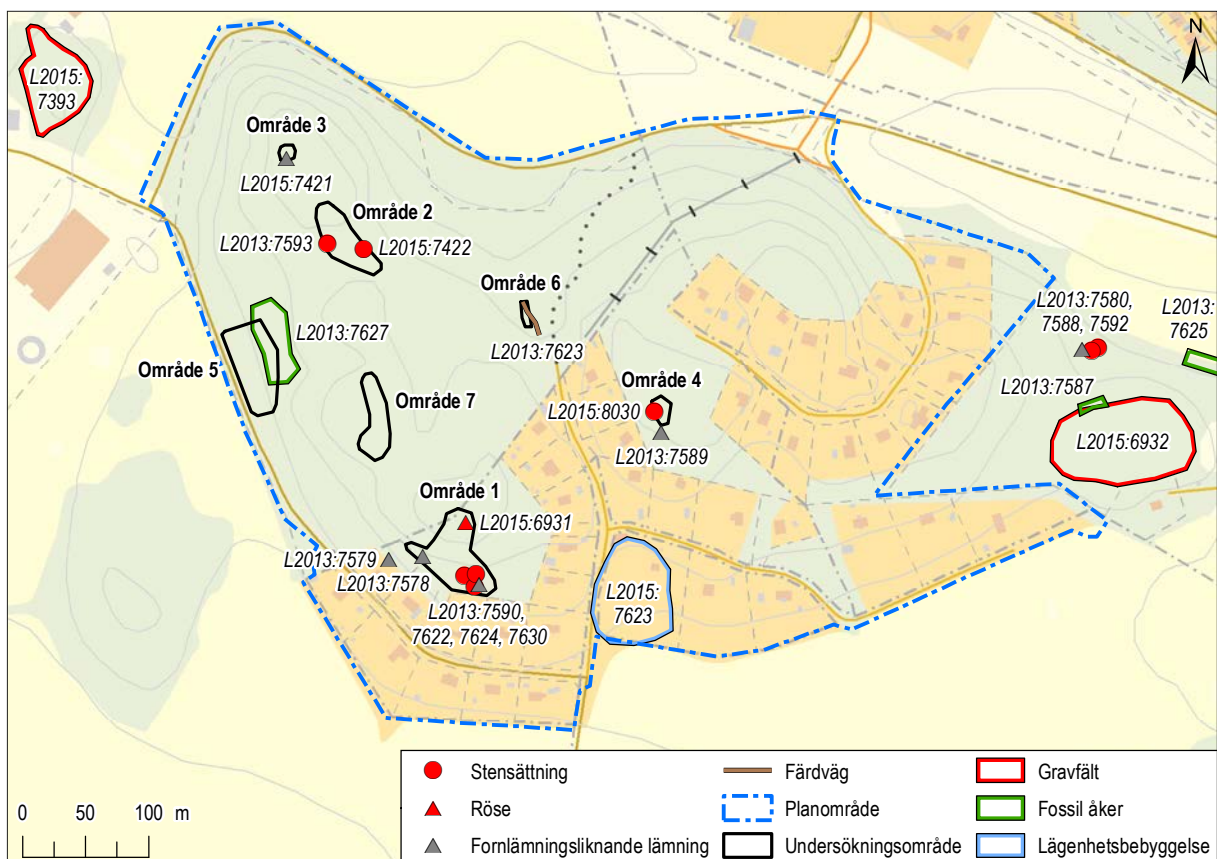 N
L2015:
7393
Område 3
L2015:7421
Område 2
L2013:7593
L2015:7422
Område 6
L2013:7623
L2013:7627
Område 5
Område 7
Område 4
L2015:8030
L2013:7589
L2013:7580,
7588, 7592
L2013:
7625
L2013:7587
L2015:6932
Område 1
L2015:6931
L2013:7579
L2013:7578
L2013:7590,
7622, 7624, 7630
L2015:
7623
0 50 100 m
Stensättning
Röse
Fornlämningsliknande lämning
Färdväg
Planområde
Undersökningsområde
Gravfält
Fossil åker
Lägenhetsbebyggelse